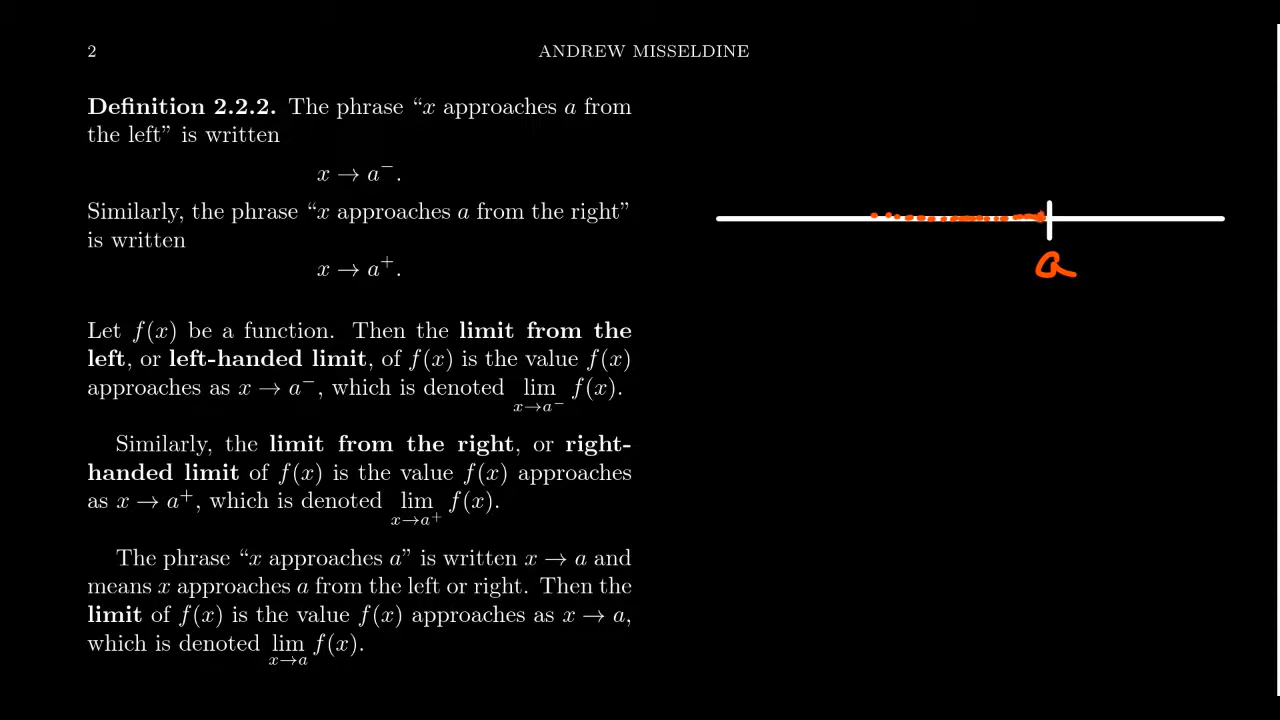 2
ANDREW MISSELDINE
Definition 2.2.2. The phrase “x approaches a from
the left” is written
x → a⁻.
Similarly, the phrase “x approaches a from the right”
is written
x → a⁺.
Let f(x) be a function. Then the limit from the
left, or left-handed limit, of f(x) is the value f(x)
approaches as x → a⁻, which is denoted lim f(x).
x→a⁻
Similarly, the limit from the right, or right-
handed limit of f(x) is the value f(x) approaches
as x → a⁺, which is denoted lim f(x).
x→a⁺
The phrase “x approaches a” is written x → a and
means x approaches a from the left or right. Then the
limit of f(x) is the value f(x) approaches as x → a,
which is denoted lim f(x).
x→a
a